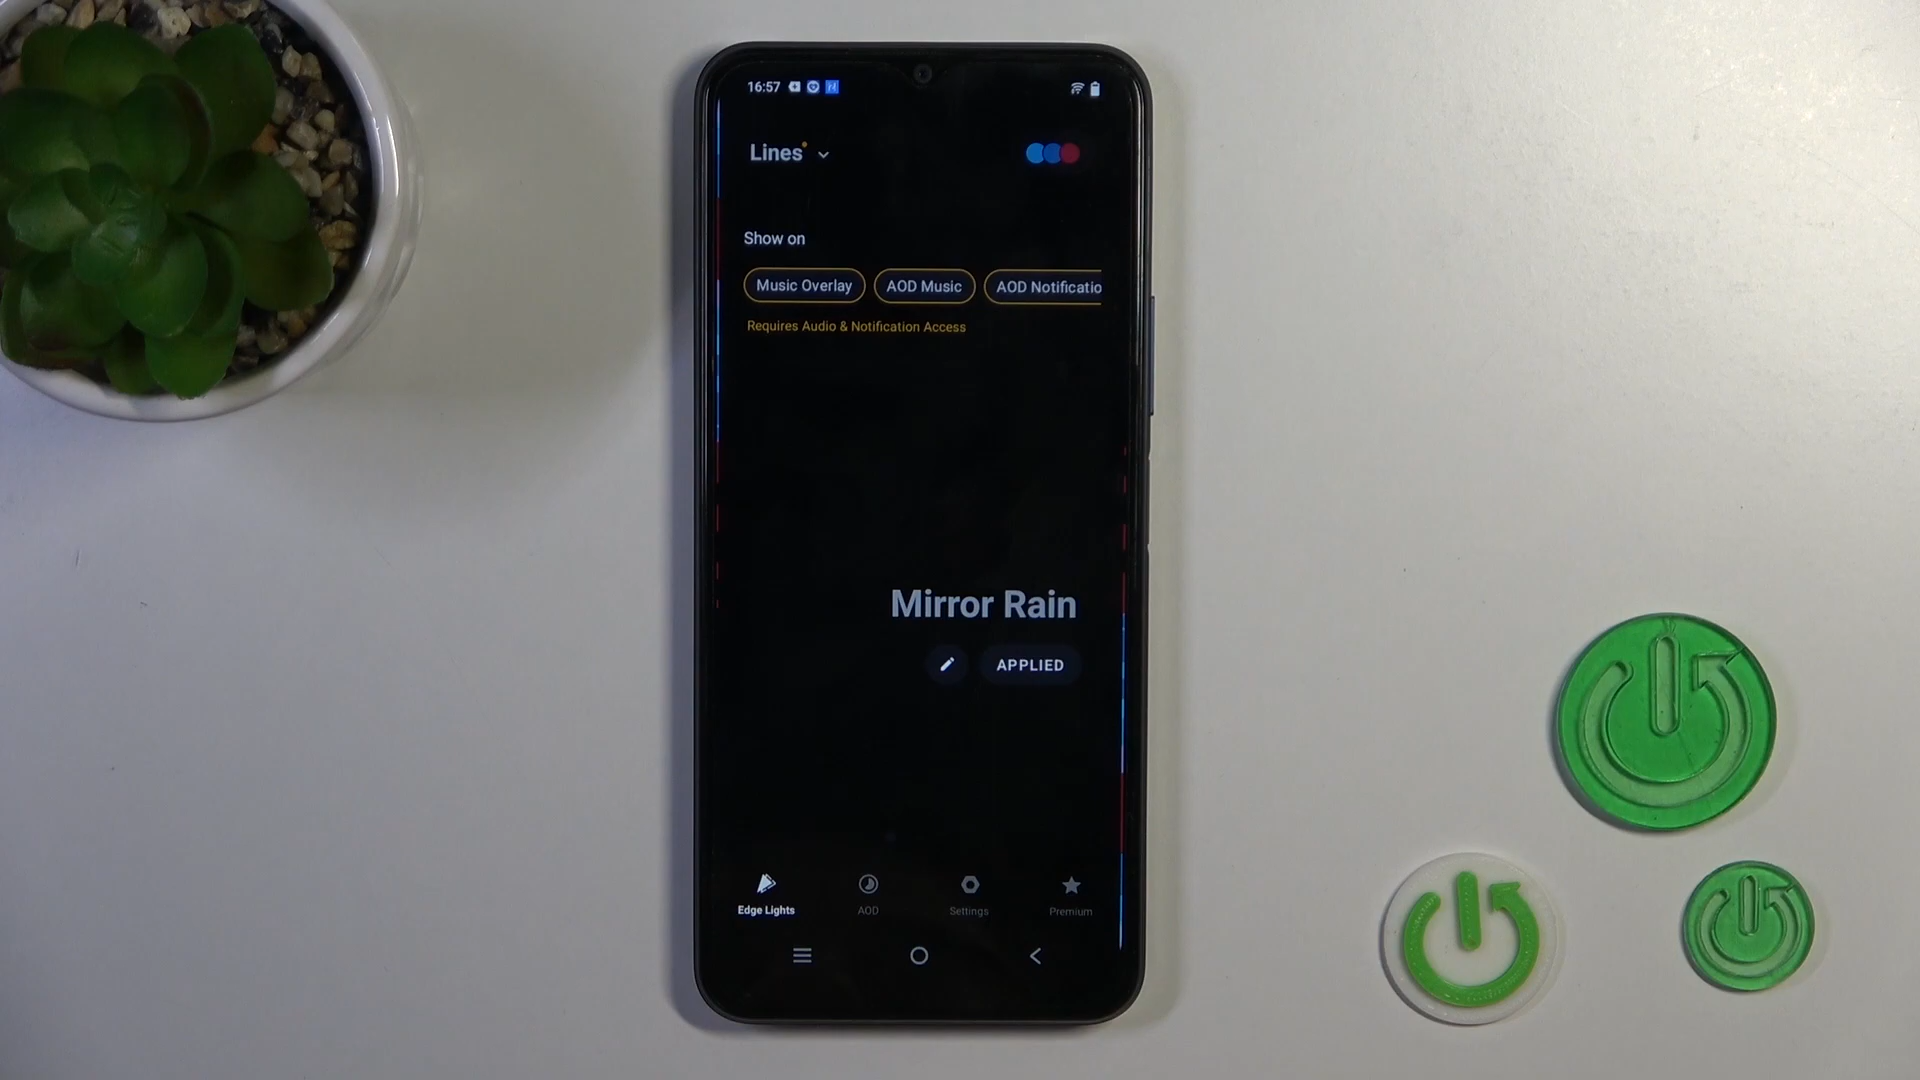 16:57
Lines
Show on
Music Overlay
AOD Music
AOD Notificatio
Requires Audio & Notification Access
Mirror Rain
APPLIED
Edge Lights
AOD
Settings
Premium